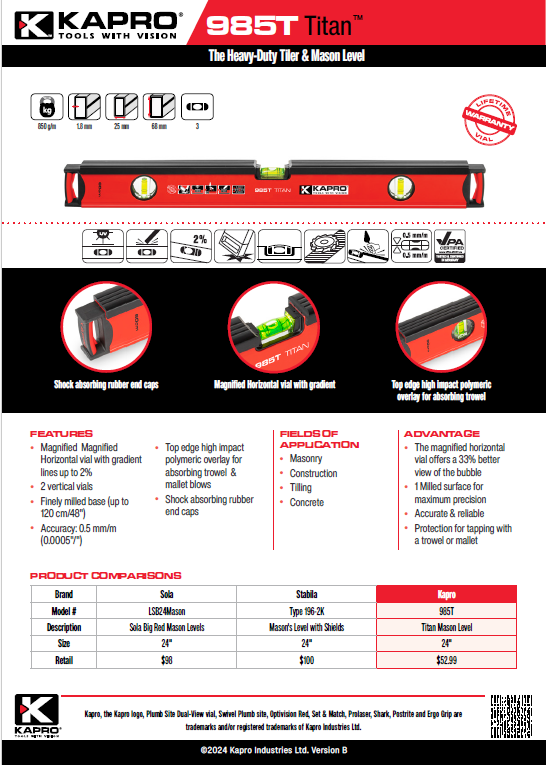 KAPRO®
TOOLS WITH VISION
985T Titan™
The Heavy-Duty Tiler & Mason Level
kg
850 g/m
1.8 mm
25 mm
68 mm
3
LIFETIME
WARRANTY
VIAL
985T TITAN
KAPRO
UV
2%
0.5 mm/m
0.5 mm/m
VPA
CERTIFIED
985T TITAN
Shock absorbing rubber end caps
Magnified Horizontal vial with gradient
Top edge high impact polymeric
overlay for absorbing trowel
FEATURES
• Magnified Magnified
Horizontal vial with gradient
lines up to 2%
• 2 vertical vials
• Finely milled base (up to
120 cm/48")
• Accuracy: 0.5 mm/m
(0.0005"/")
• Top edge high impact
polymeric overlay for
absorbing trowel &
mallet blows
• Shock absorbing rubber
end caps
FIELDS OF
APPLICATION
• Masonry
• Construction
• Tilling
• Concrete
ADVANTAGE
• The magnified horizontal
vial offers a 33% better
view of the bubble
• 1 Milled surface for
maximum precision
• Accurate & reliable
• Protection for tapping with
a trowel or mallet
PRODUCT COMPARISONS
Brand Sola Stabila Kapro
Model # LSB24Mason Type 196-2K 985T
Description Sola Big Red Mason Levels Mason's Level with Shields Titan Mason Level
Size 24" 24" 24"
Retail $98 $100 $52.99
KAPRO®
TOOLS WITH VISION
Kapro, the Kapro logo, Plumb Site Dual-View vial, Swivel Plumb site, Optivision Red, Set & Match, Prolaser, Shark, Postrite and Ergo Grip are
trademarks and/or registered trademarks of Kapro Industries Ltd.
©2024 Kapro Industries Ltd. Version B